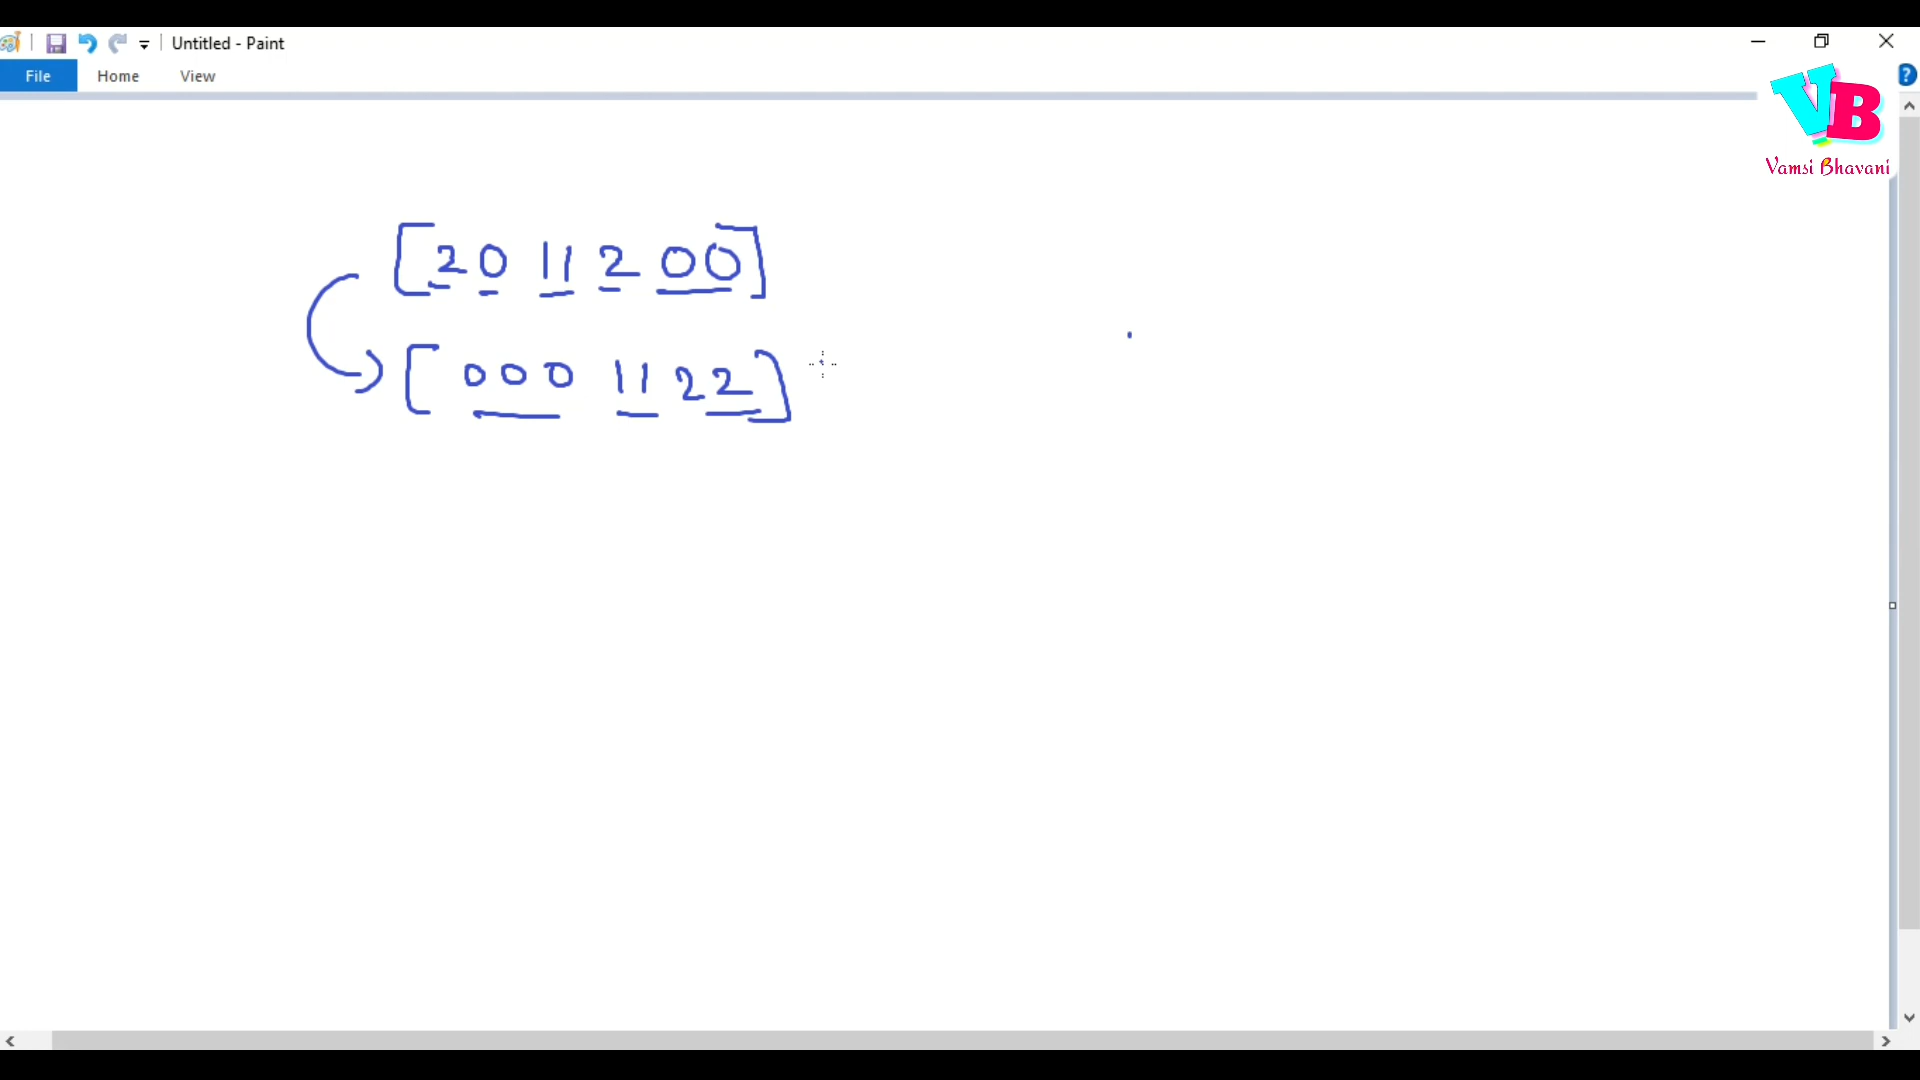 Untitled - Paint
File Home View
?
VB
Vamsi Bhavani
[2 0 1 1 2 0 0]
[0 0 0 1 1 2 2]